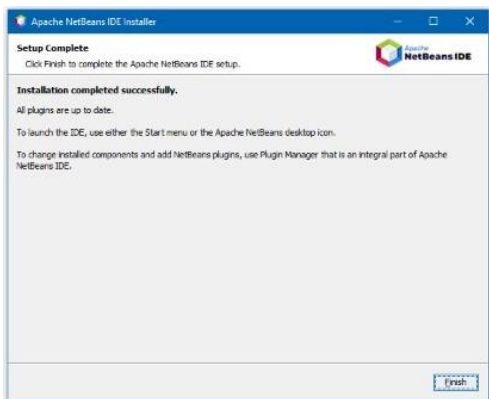 Apache NetBeans IDE Installer
Setup Complete
Click Finish to complete the Apache NetBeans IDE setup.
Apache
NetBeans IDE
Installation completed successfully.
All plugins are up to date.
To launch the IDE, use either the Start menu or the Apache NetBeans desktop icon.
To change installed components and add NetBeans plugins, use Plugin Manager that is an integral part of Apache
NetBeans IDE.
Finish